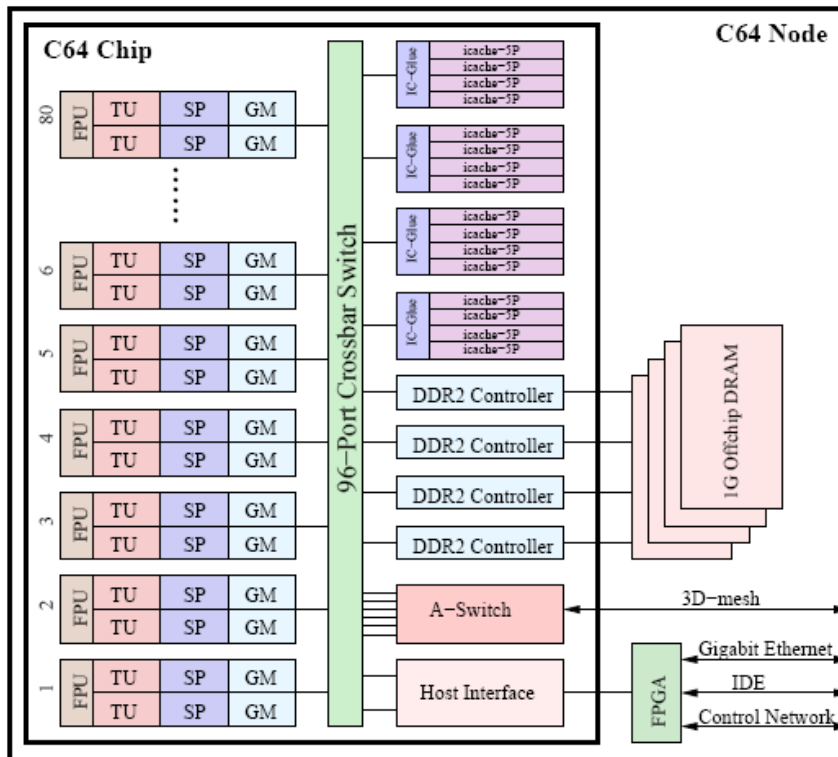 C64 Chip
C64 Node
80
FPU
TU SP GM
TU SP GM
6
FPU
TU SP GM
TU SP GM
5
FPU
TU SP GM
TU SP GM
4
FPU
TU SP GM
TU SP GM
3
FPU
TU SP GM
TU SP GM
2
FPU
TU SP GM
TU SP GM
1
FPU
TU SP GM
TU SP GM
96-Port Crossbar Switch
IC-Glue
icache-5P
icache-5P
icache-5P
icache-5P
IC-Glue
icache-5P
icache-5P
icache-5P
icache-5P
IC-Glue
icache-5P
icache-5P
icache-5P
icache-5P
IC-Glue
icache-5P
icache-5P
icache-5P
icache-5P
DDR2 Controller
DDR2 Controller
DDR2 Controller
DDR2 Controller
A-Switch
Host Interface
1G Offchip DRAM
3D-mesh
FPGA
Gigabit Ethernet
IDE
Control Network